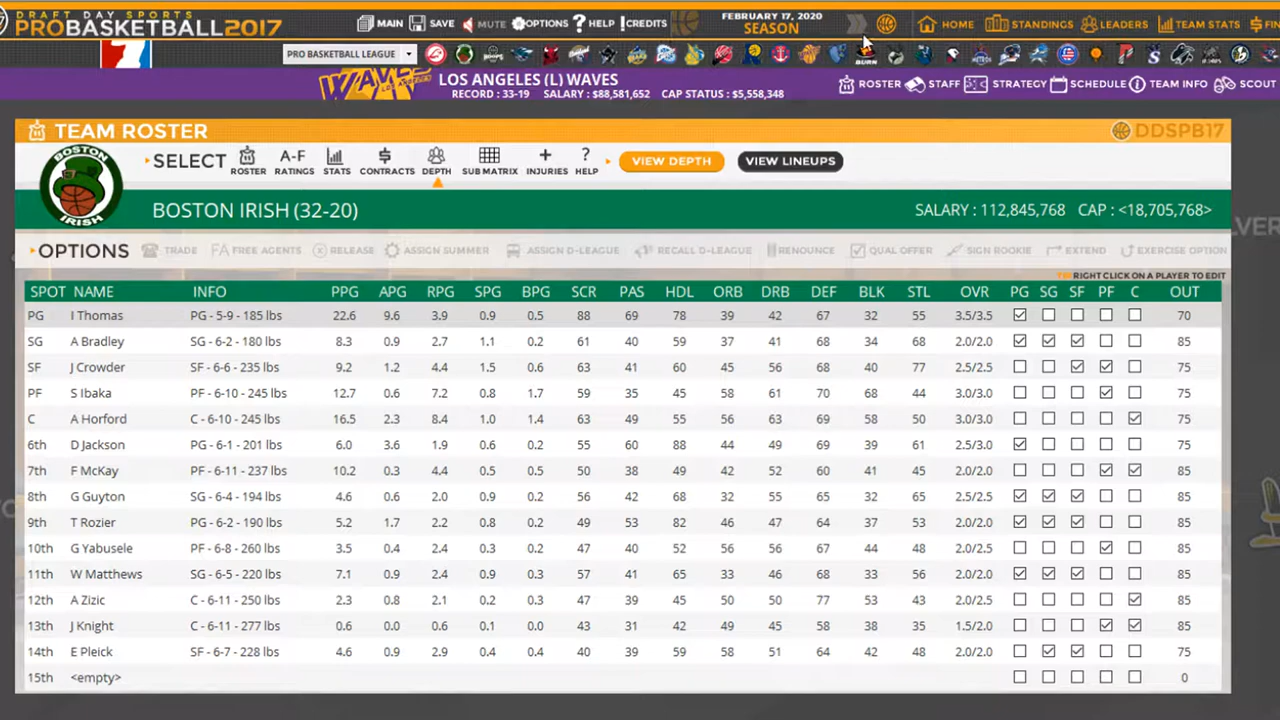 DRAFT DAY SPORTS
PROBASKETBALL2017
MAIN SAVE MUTE OPTIONS HELP CREDITS
FEBRUARY 17, 2020
SEASON
HOME STANDINGS LEADERS TEAM STATS FIN
PRO BASKETBALL LEAGUE
BURN
WAVES
LOS ANGELES (L) WAVES
RECORD : 33-19 SALARY : $88,581,652 CAP STATUS : $5,558,348
ROSTER STAFF STRATEGY SCHEDULE TEAM INFO SCOUT
TEAM ROSTER
DDSPB17
BOSTON IRISH
SELECT ROSTER A-F RATINGS STATS CONTRACTS DEPTH SUB MATRIX INJURIES ? HELP VIEW DEPTH VIEW LINEUPS
BOSTON IRISH (32-20) SALARY : 112,845,768 CAP : <18,705,768>
OPTIONS TRADE FA FREE AGENTS RELEASE ASSIGN SUMMER ASSIGN D-LEAGUE RECALL D-LEAGUE RENOUNCE QUAL OFFER SIGN ROOKIE EXTEND EXERCISE OPTION
RIGHT CLICK ON A PLAYER TO EDIT
SPOT NAME INFO PPG APG RPG SPG BPG SCR PAS HDL ORB DRB DEF BLK STL OVR PG SG SF PF C OUT
PG I Thomas PG - 5-9 - 185 lbs 22.6 9.6 3.9 0.9 0.5 88 69 78 39 42 67 32 55 3.5/3.5 70
SG A Bradley SG - 6-2 - 180 lbs 8.3 0.9 2.7 1.1 0.2 61 40 59 37 41 68 34 68 2.0/2.0 85
SF J Crowder SF - 6-6 - 235 lbs 9.2 1.2 4.4 1.5 0.6 63 41 60 45 56 68 40 77 2.5/2.5 75
PF S Ibaka PF - 6-10 - 245 lbs 12.7 0.6 7.2 0.8 1.7 59 35 45 58 61 70 68 44 3.0/3.0 75
C A Horford C - 6-10 - 245 lbs 16.5 2.3 8.4 1.0 1.4 63 49 55 56 63 69 58 50 3.0/3.0 75
6th D Jackson PG - 6-1 - 201 lbs 6.0 3.6 1.9 0.6 0.2 55 60 88 44 49 69 39 61 2.5/3.0 75
7th F McKay PF - 6-11 - 237 lbs 10.2 0.3 4.4 0.5 0.5 50 38 49 42 52 60 41 45 2.0/2.0 85
8th G Guyton SG - 6-4 - 194 lbs 4.6 0.6 2.0 0.9 0.2 56 42 68 32 55 65 32 65 2.5/2.5 85
9th T Rozier PG - 6-2 - 190 lbs 5.2 1.7 2.2 0.8 0.2 49 53 82 46 47 64 37 53 2.0/2.0 85
10th G Yabusele PF - 6-8 - 260 lbs 3.5 0.4 2.4 0.3 0.2 47 40 52 56 56 67 44 48 2.0/2.5 85
11th W Matthews SG - 6-5 - 220 lbs 7.1 0.9 2.4 0.9 0.3 57 41 65 33 46 68 33 56 2.0/2.0 85
12th A Zizic C - 6-11 - 250 lbs 2.3 0.8 2.1 0.2 0.3 47 39 45 50 50 77 53 43 2.0/2.5 85
13th J Knight C - 6-11 - 277 lbs 0.6 0.0 0.6 0.1 0.0 43 31 42 49 45 58 38 35 1.5/2.0 85
14th E Pleick SF - 6-7 - 228 lbs 4.6 0.9 2.9 0.4 0.4 40 39 59 58 51 64 42 48 2.0/2.0 75
15th <empty> 0